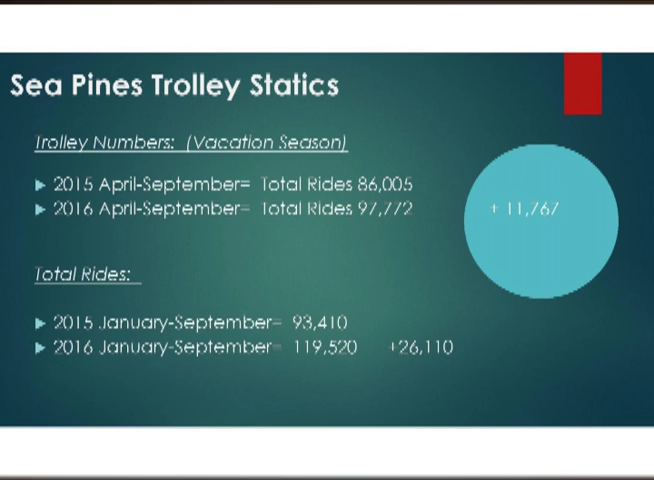 Sea Pines Trolley Statics
Trolley Numbers: (Vacation Season)
2015 April-September= Total Rides 86,005
2016 April-September= Total Rides 97,772 + 11,767
Total Rides:
2015 January-September= 93,410
2016 January-September= 119,520 +26,110